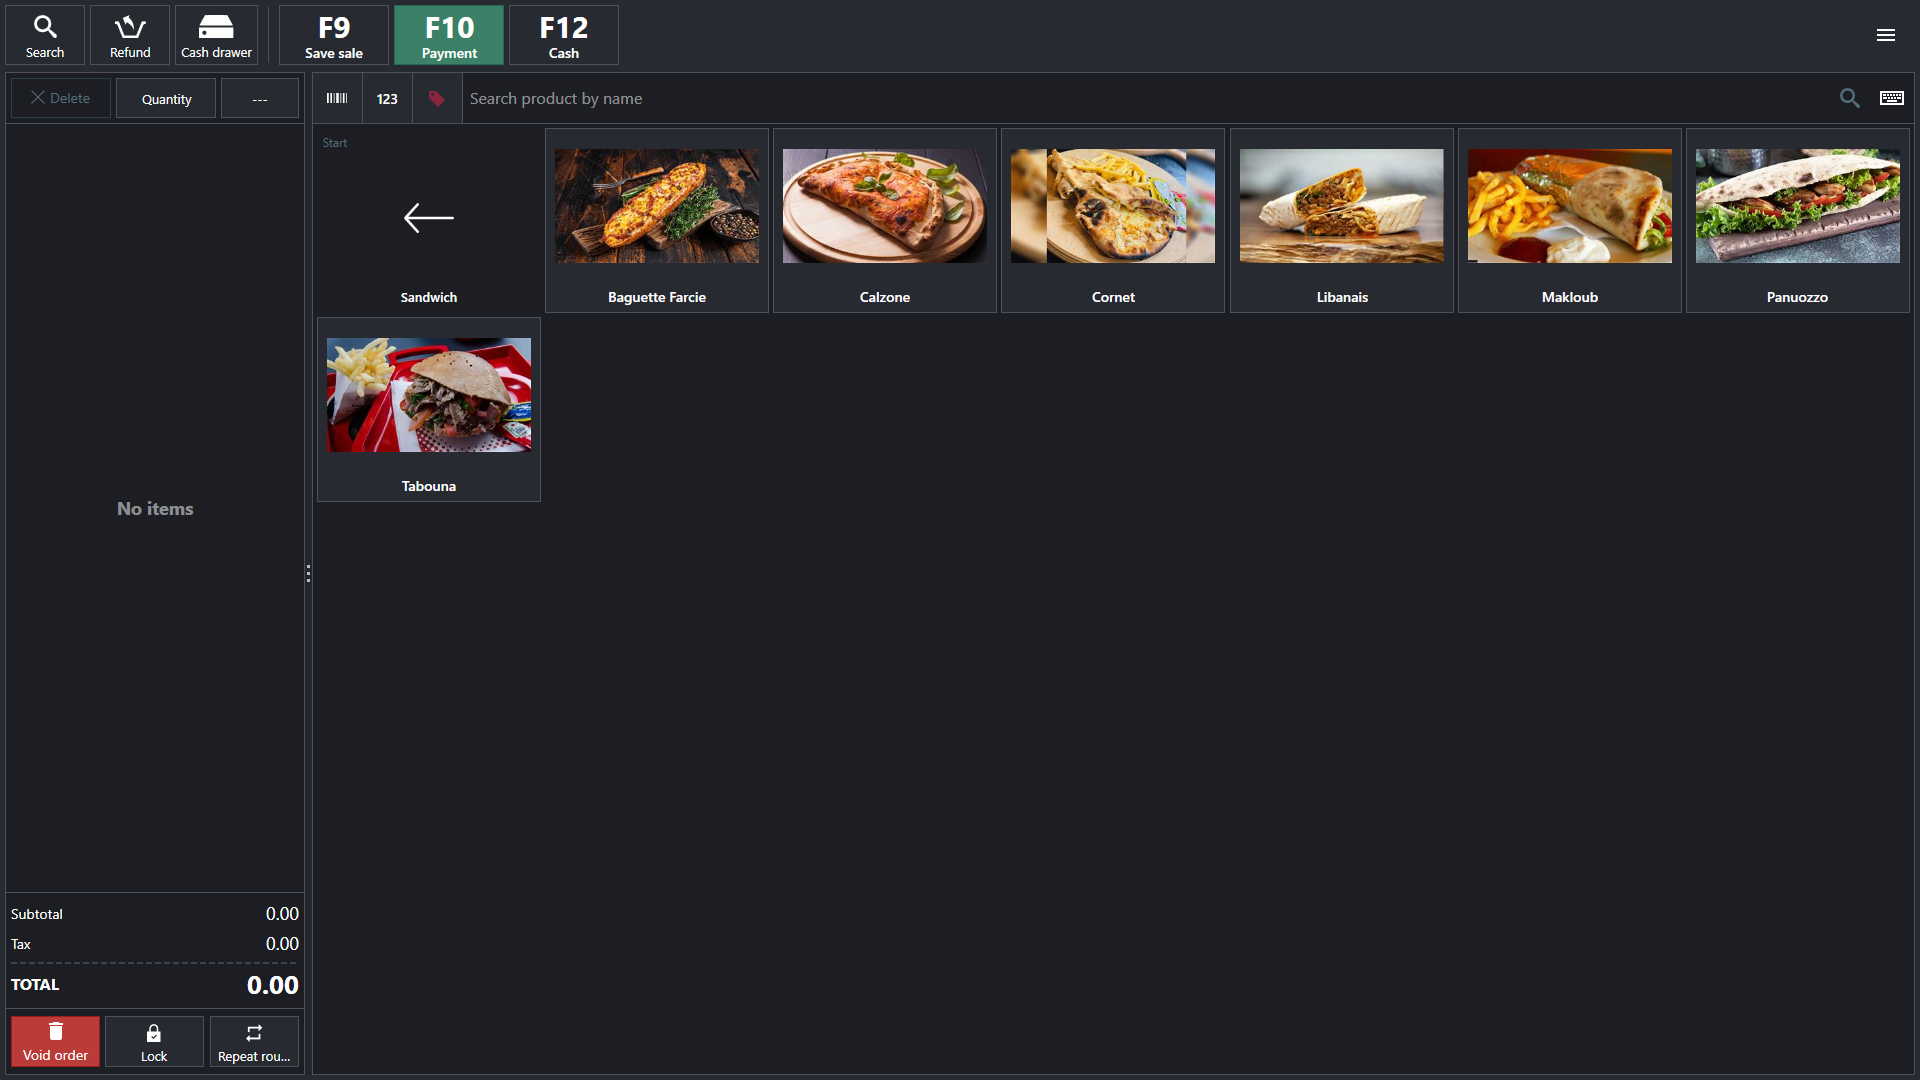 Search
Refund
Cash drawer
F9
Save sale
F10
Payment
F12
Cash
Delete
Quantity
---
123
Search product by name
Start
Sandwich
Baguette Farcie
Calzone
Cornet
Libanais
Makloub
Panuozzo
Tabouna
No items
Subtotal 0.00
Tax 0.00
TOTAL 0.00
Void order
Lock
Repeat rou...